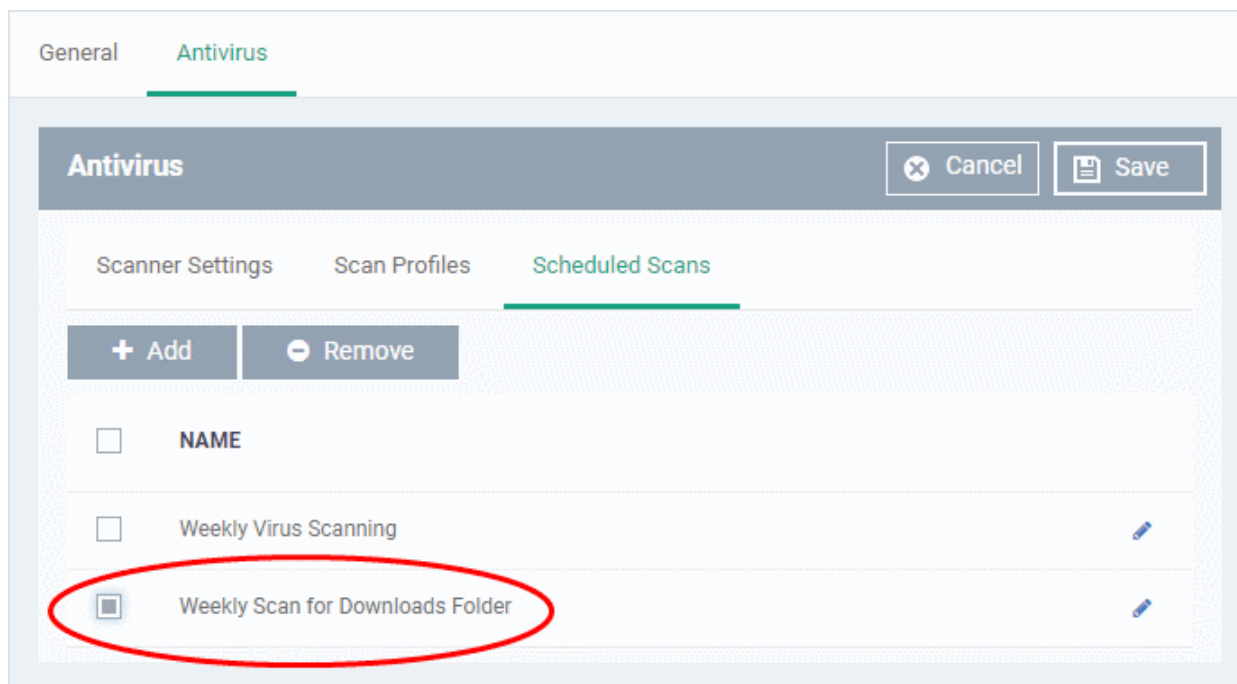 General Antivirus
Antivirus Cancel Save
Scanner Settings Scan Profiles Scheduled Scans
Add Remove
NAME
Weekly Virus Scanning
Weekly Scan for Downloads Folder